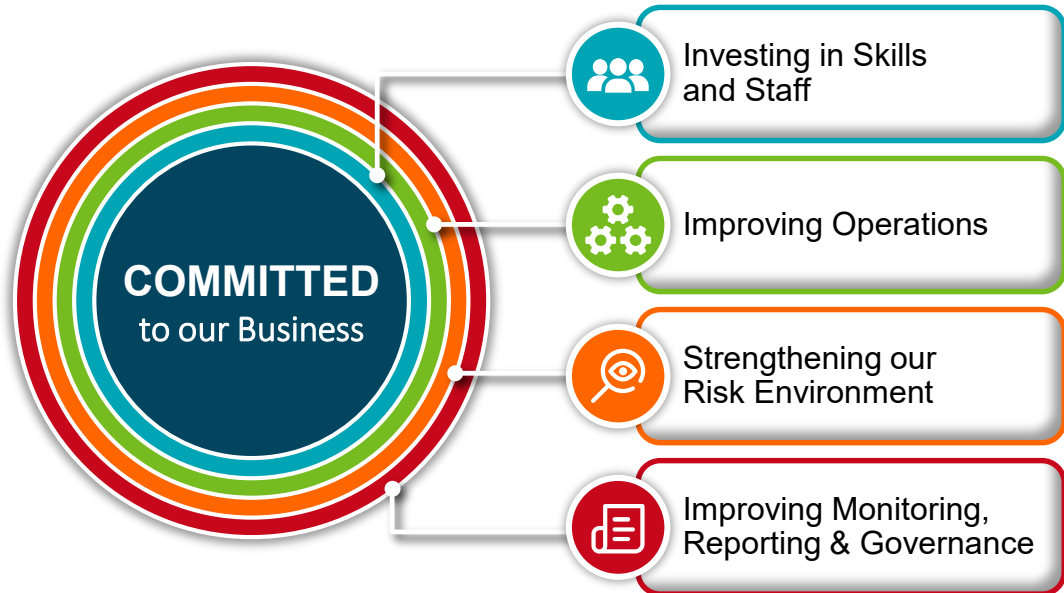 COMMITTED
to our Business
Investing in Skills
and Staff
Improving Operations
Strengthening our
Risk Environment
Improving Monitoring,
Reporting & Governance